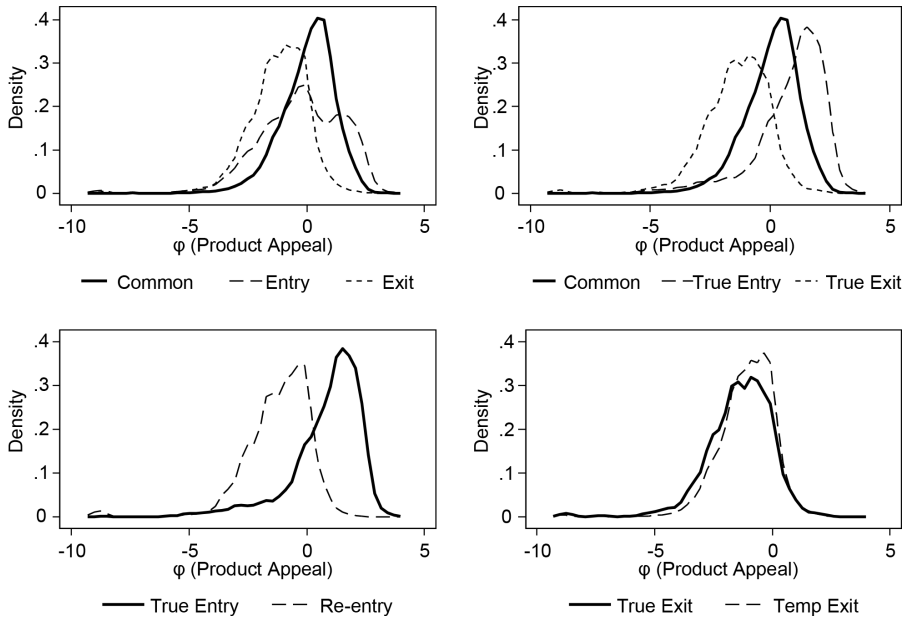 .4
.3
.2
.1
0
Density
-10 -5 0 5
φ (Product Appeal)
Common Entry Exit
.4
.3
.2
.1
0
Density
-10 -5 0 5
φ (Product Appeal)
Common True Entry True Exit
.4
.3
.2
.1
0
Density
-10 -5 0 5
φ (Product Appeal)
True Entry Re-entry
.4
.3
.2
.1
0
Density
-10 -5 0 5
φ (Product Appeal)
True Exit Temp Exit